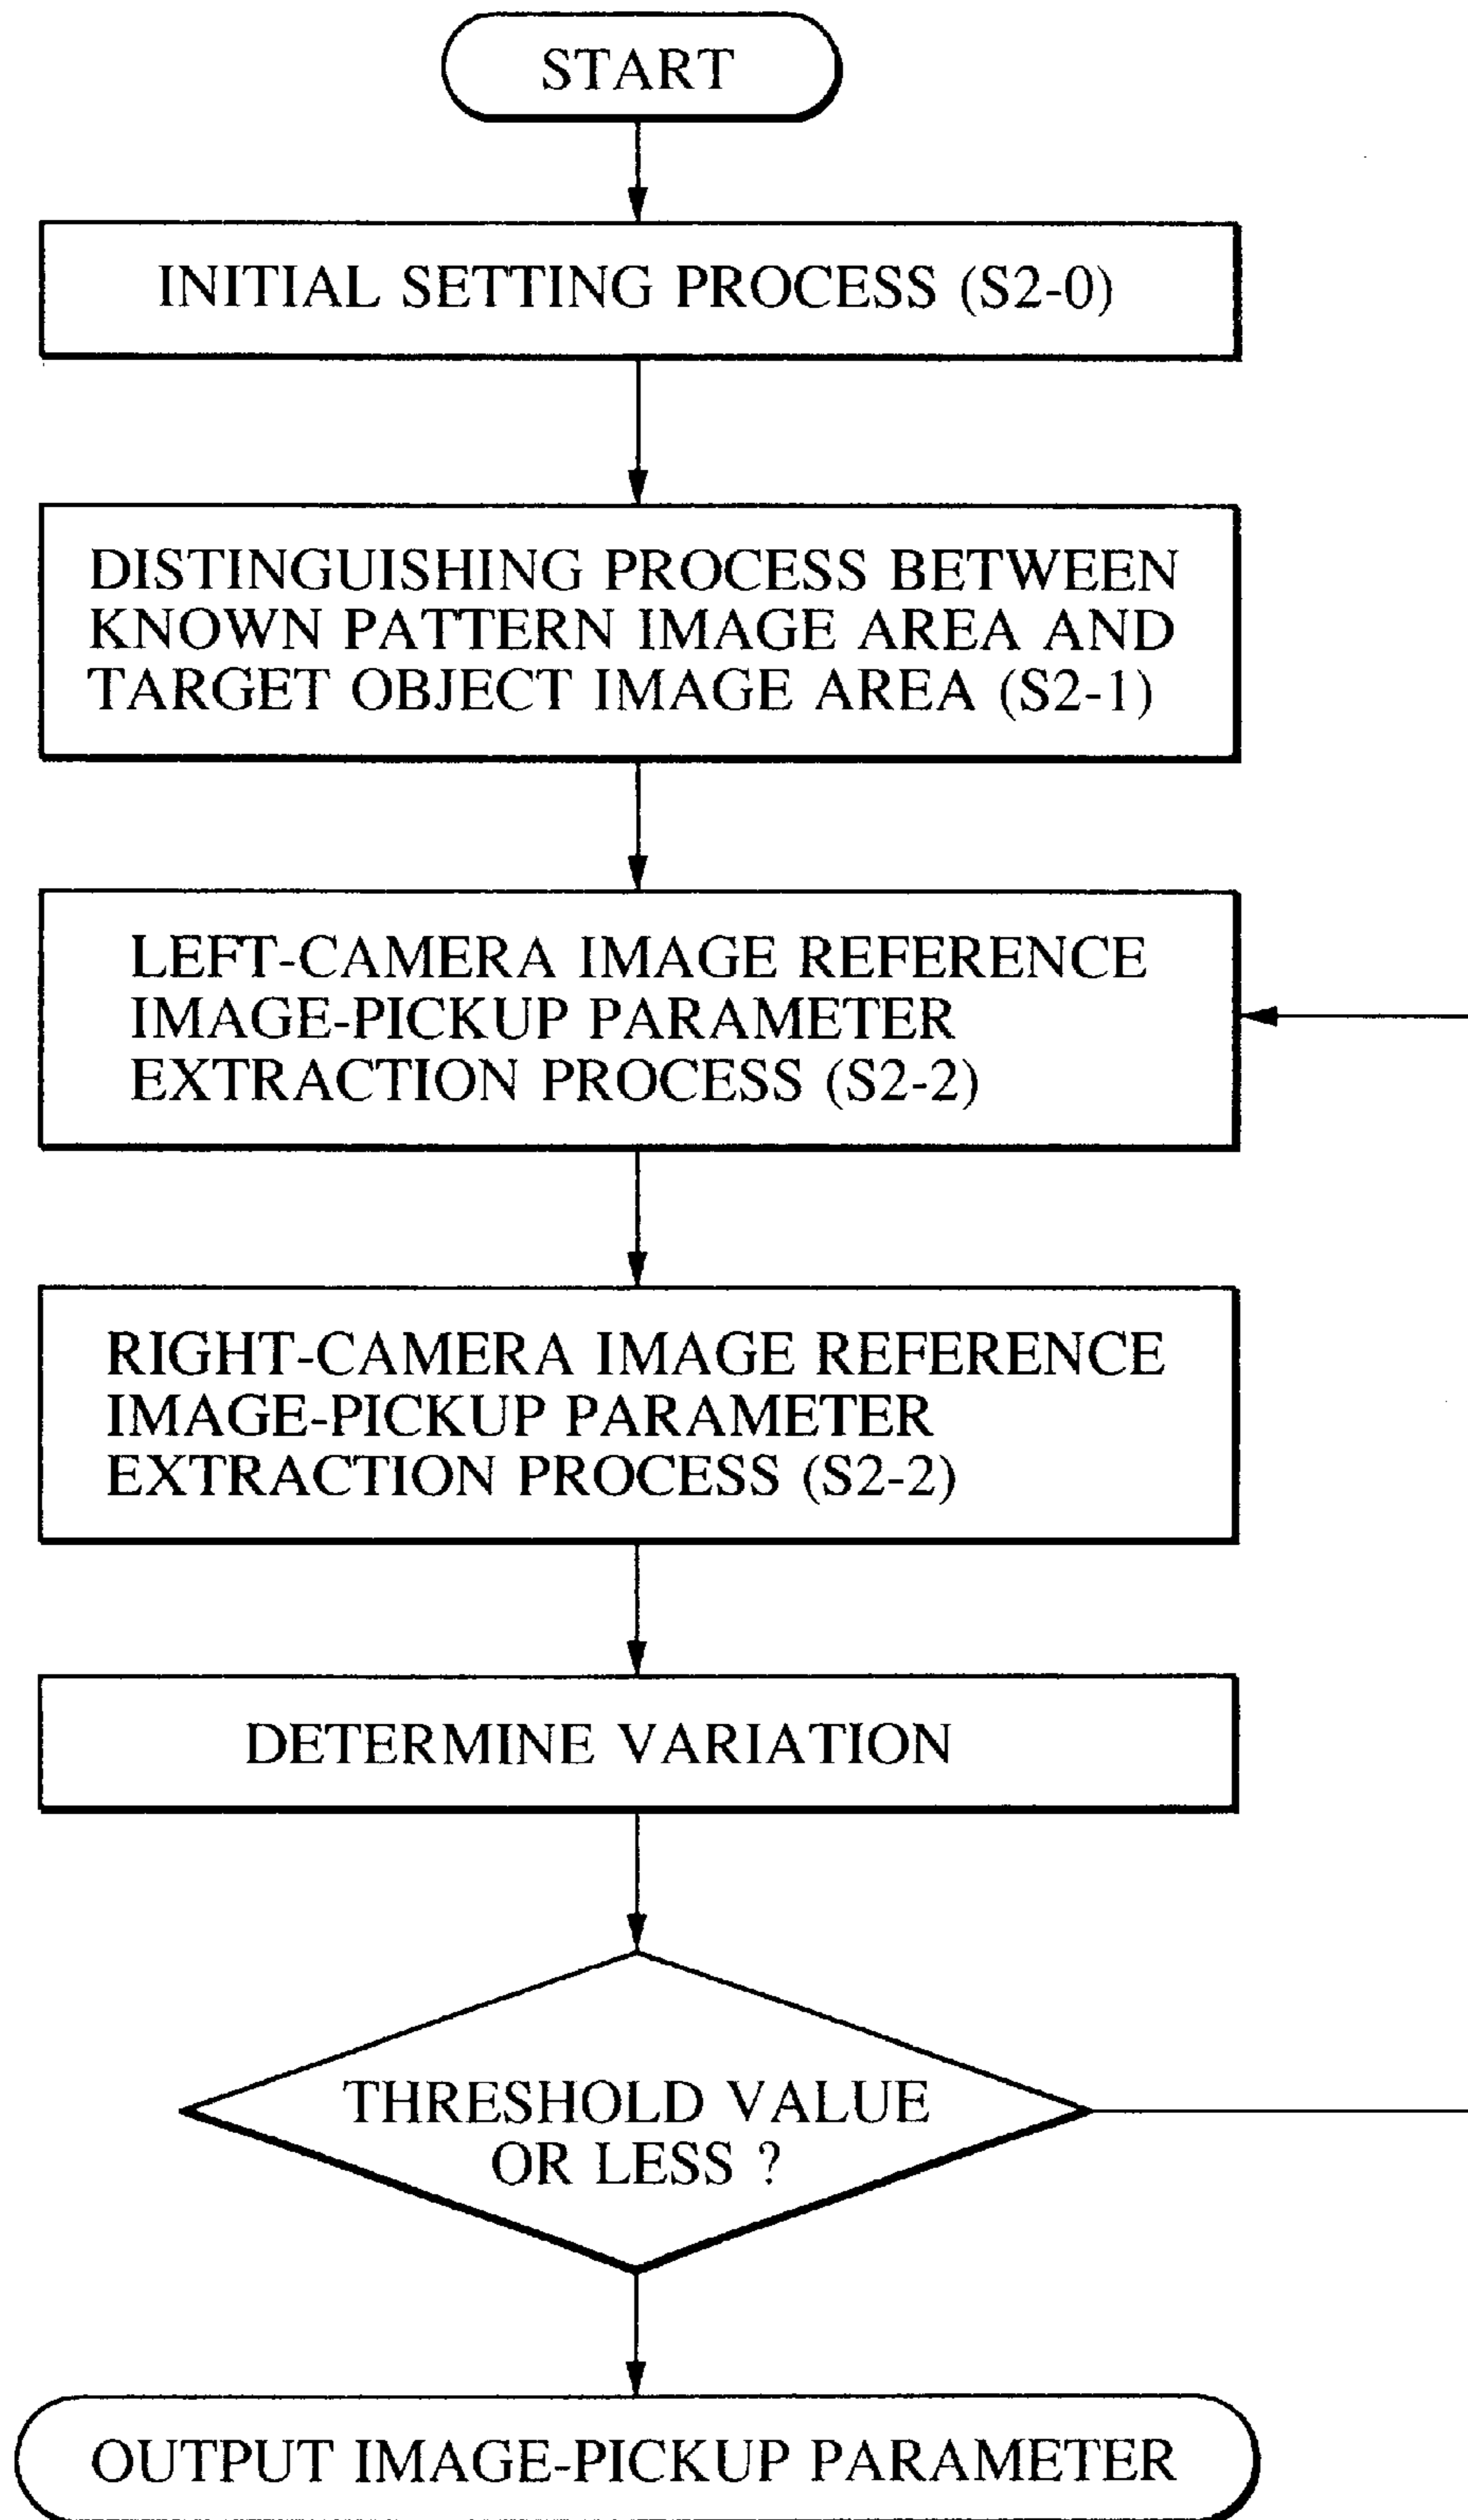 START
INITIAL SETTING PROCESS (S2-0)
DISTINGUISHING PROCESS BETWEEN
KNOWN PATTERN IMAGE AREA AND
TARGET OBJECT IMAGE AREA (S2-1)
LEFT-CAMERA IMAGE REFERENCE
IMAGE-PICKUP PARAMETER
EXTRACTION PROCESS (S2-2)
RIGHT-CAMERA IMAGE REFERENCE
IMAGE-PICKUP PARAMETER
EXTRACTION PROCESS (S2-2)
DETERMINE VARIATION
THRESHOLD VALUE
OR LESS ?
OUTPUT IMAGE-PICKUP PARAMETER